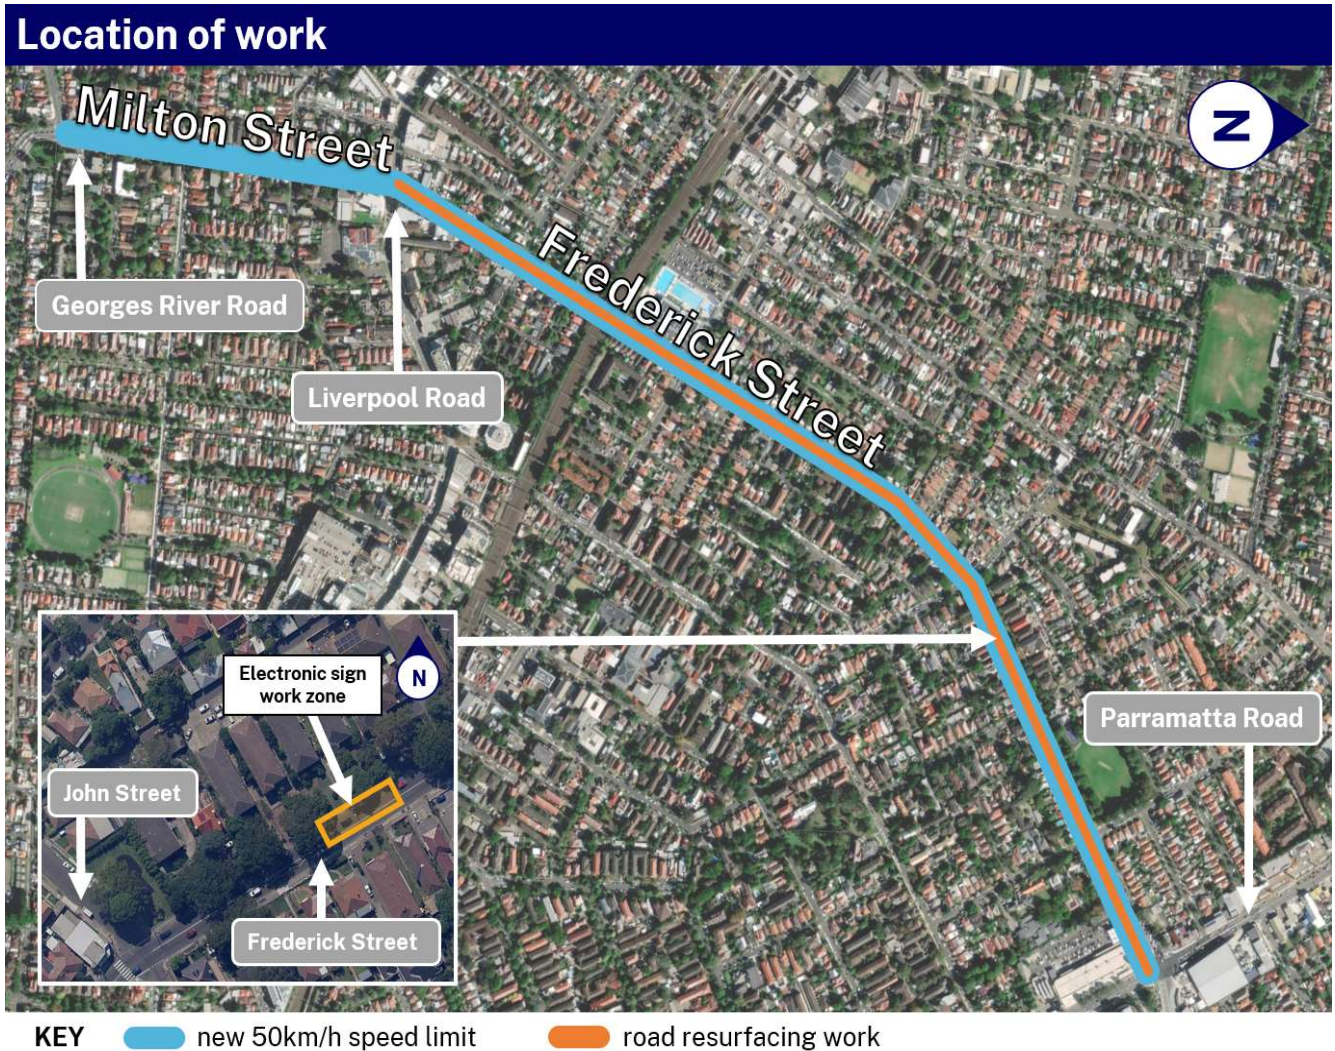 Location of work
Milton Street
N
Georges River Road
Frederick Street
Liverpool Road
Electronic sign
work zone
N
Parramatta Road
John Street
Frederick Street
KEY
new 50km/h speed limit
road resurfacing work